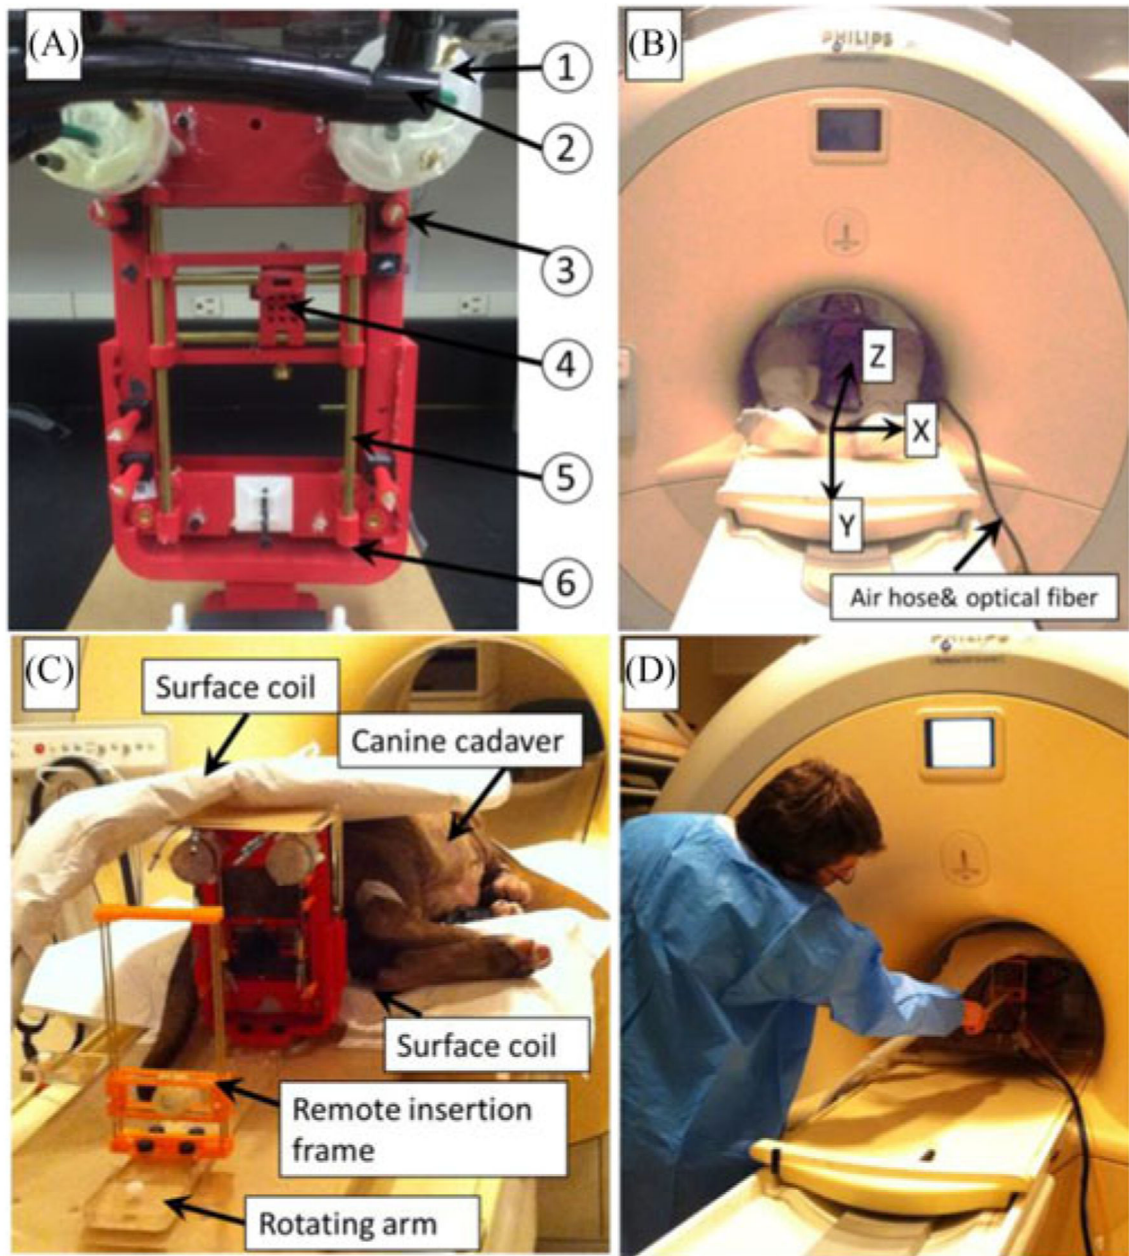 (A)
1
2
3
4
5
6
(B)
PHILIPS
Z
X
Y
Air hose& optical fiber
(C)
Surface coil
Canine cadaver
Surface coil
Remote insertion
frame
Rotating arm
(D)
PHILIPS